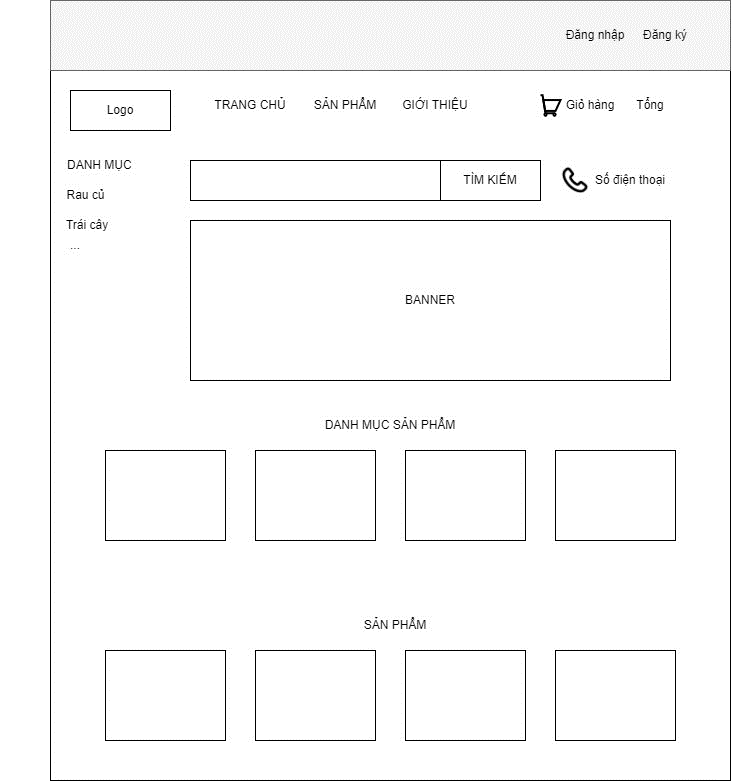 Đăng nhập Đăng ký
Logo TRANG CHỦ SẢN PHẨM GIỚI THIỆU Giỏ hàng Tổng
DANH MỤC
Rau củ
Trái cây
...
TÌM KIẾM Số điện thoại
BANNER
DANH MỤC SẢN PHẨM
SẢN PHẨM